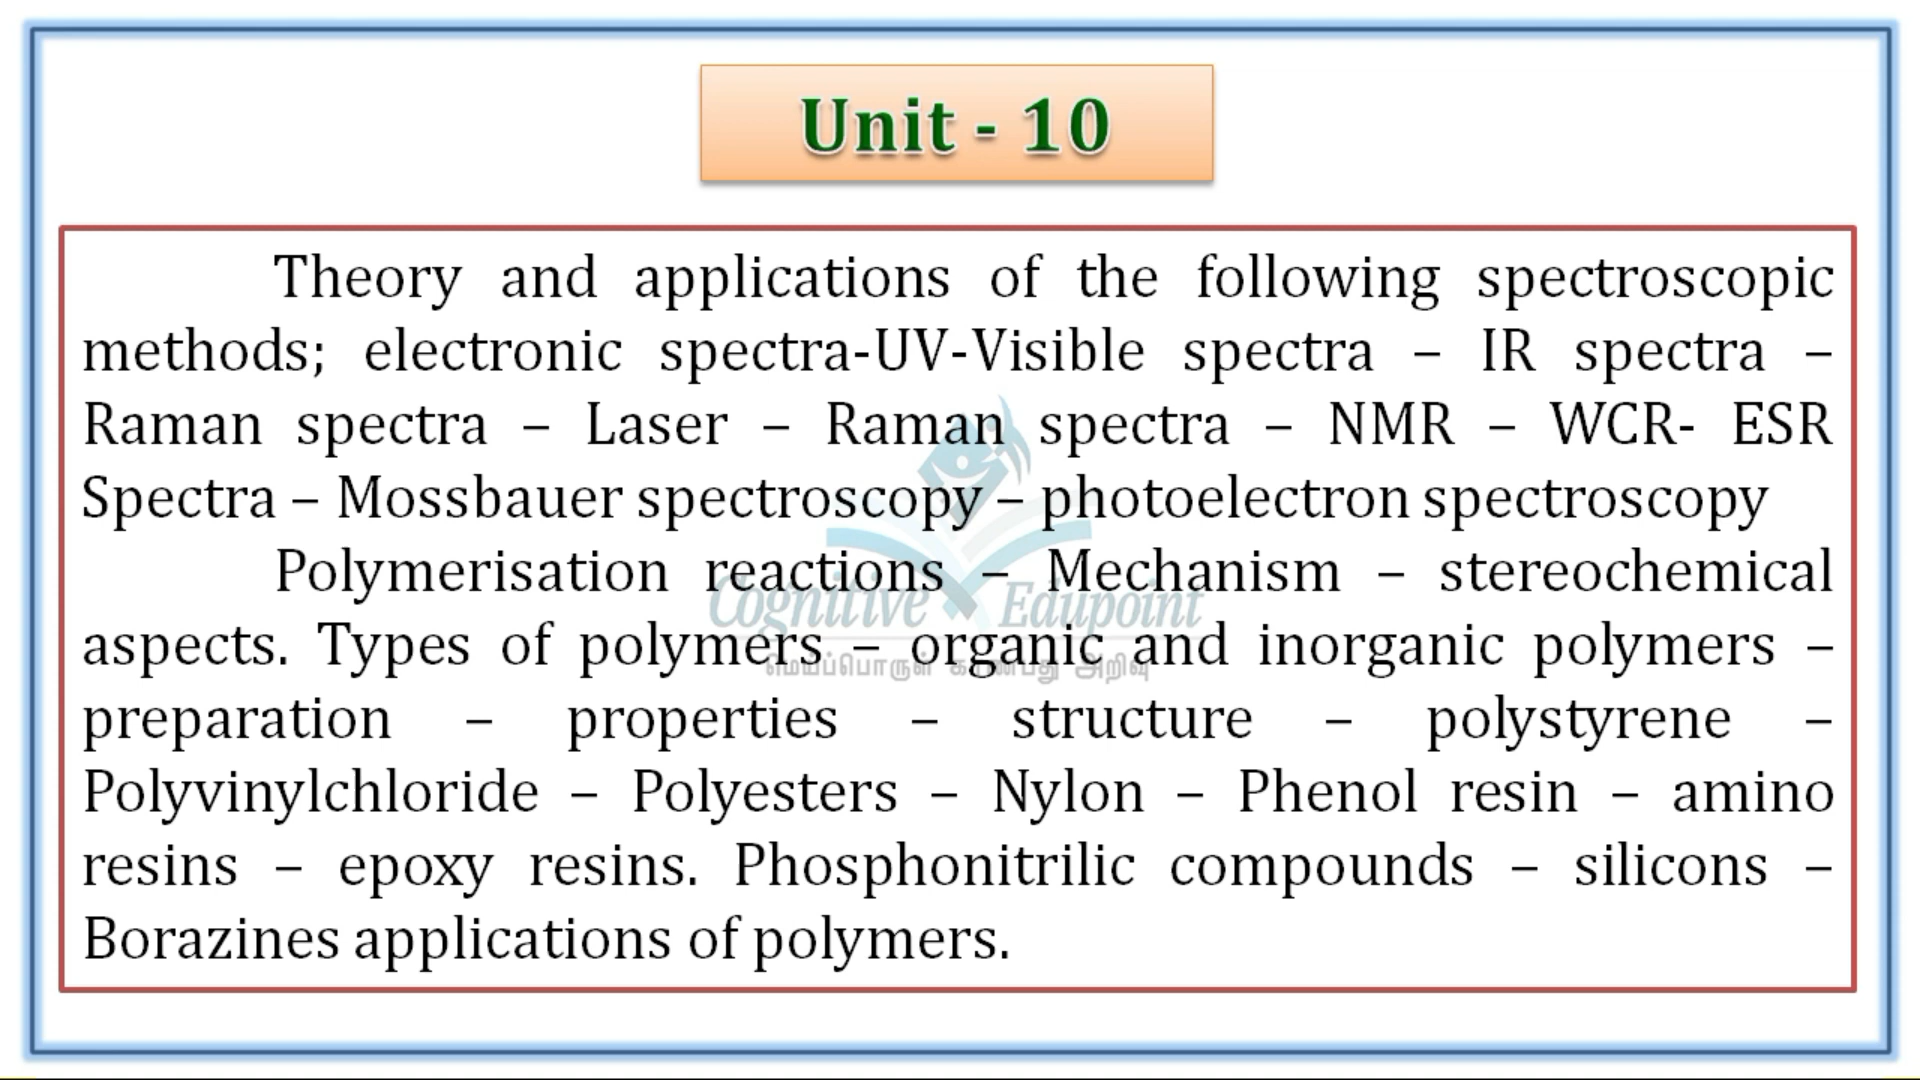 Unit - 10
Theory and applications of the following spectroscopic
methods; electronic spectra-UV-Visible spectra – IR spectra –
Raman spectra – Laser – Raman spectra – NMR – WCR- ESR
Spectra – Mossbauer spectroscopy – photoelectron spectroscopy
Polymerisation reactions – Mechanism – stereochemical
aspects. Types of polymers – organic and inorganic polymers –
preparation – properties – structure – polystyrene –
Polyvinylchloride – Polyesters – Nylon – Phenol resin – amino
resins – epoxy resins. Phosphonitrilic compounds – silicons –
Borazines applications of polymers.
Cognitive Edupoint
மெய்ப்பொருள் காண்பது அறிவு